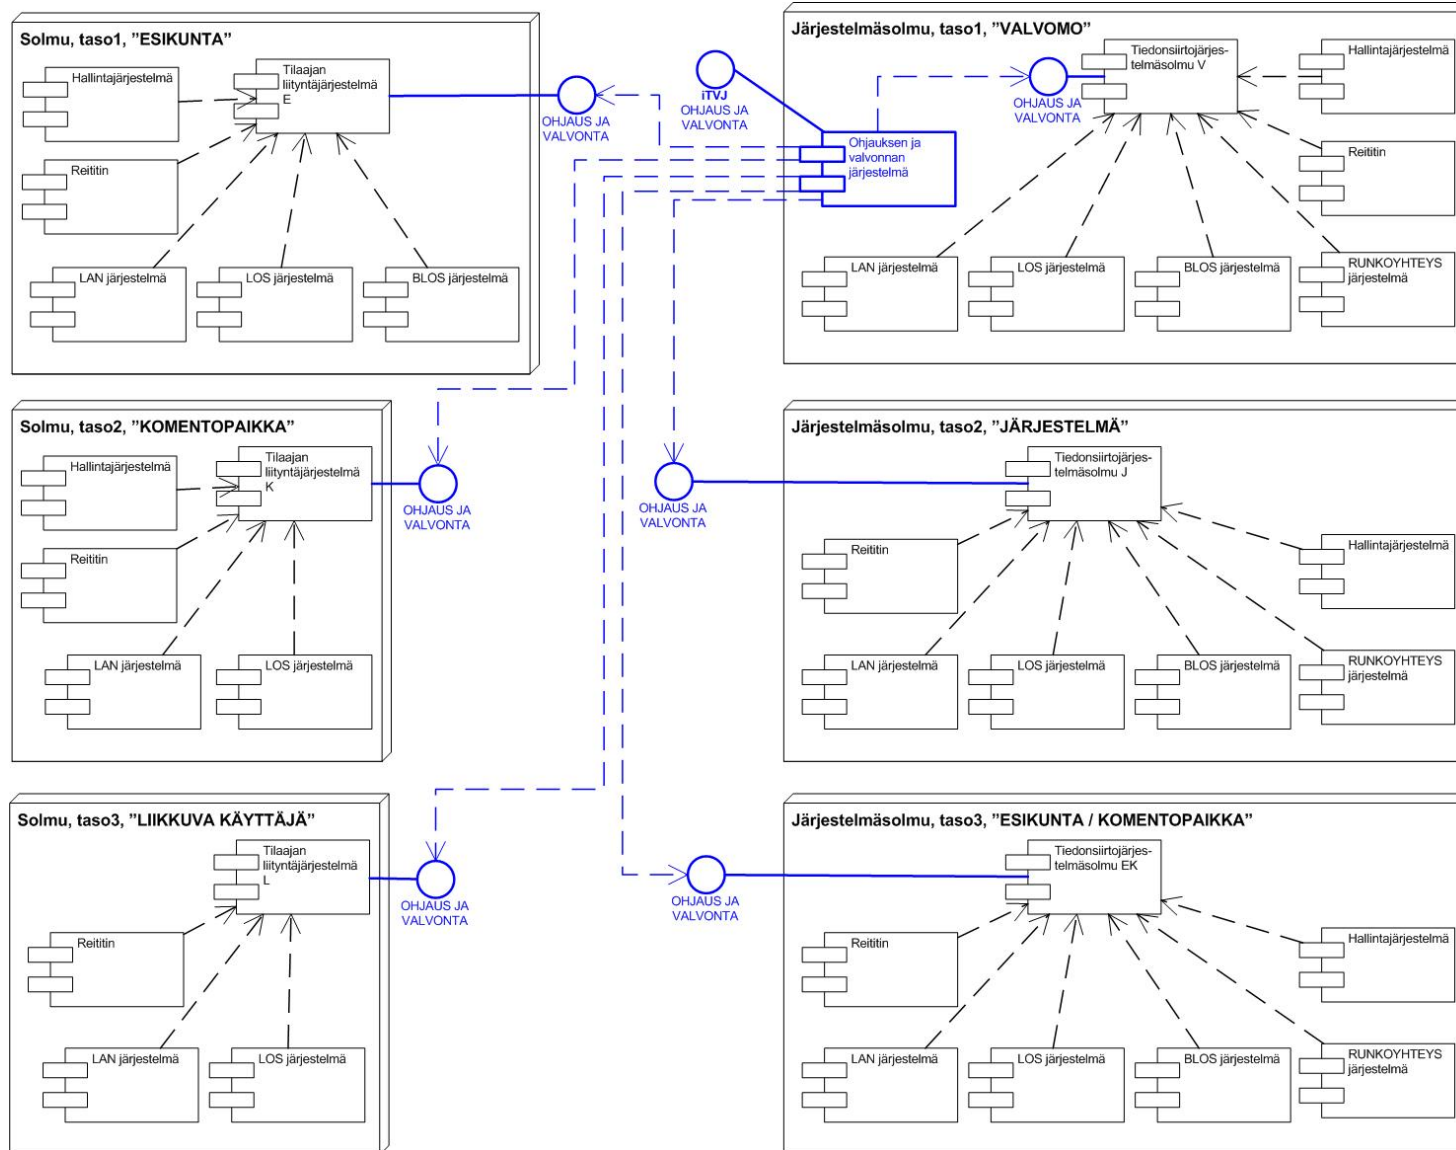 Solmu, taso1, ”ESIKUNTA”
Hallintajärjestelmä
Tilaajan
liityntäjärjestelmä
E
Reititin
LAN järjestelmä
LOS järjestelmä
BLOS järjestelmä
OHJAUS JA
VALVONTA
iTVJ
OHJAUS JA
VALVONTA
Ohjauksen ja
valvonnan
järjestelmä
Järjestelmäsolmu, taso1, ”VALVOMO”
OHJAUS JA
VALVONTA
Tiedonsiirtojärjes-
telmäsolmu V
Hallintajärjestelmä
Reititin
LAN järjestelmä
LOS järjestelmä
BLOS järjestelmä
RUNKOYHTEYS
järjestelmä
Solmu, taso2, ”KOMENTOPAIKKA”
Hallintajärjestelmä
Tilaajan
liityntäjärjestelmä
K
Reititin
LAN järjestelmä
LOS järjestelmä
OHJAUS JA
VALVONTA
OHJAUS JA
VALVONTA
Järjestelmäsolmu, taso2, ”JÄRJESTELMÄ”
Tiedonsiirtojärjes-
telmäsolmu J
Reititin
Hallintajärjestelmä
LAN järjestelmä
LOS järjestelmä
BLOS järjestelmä
RUNKOYHTEYS
järjestelmä
Solmu, taso3, ”LIIKKUVA KÄYTTÄJÄ”
Tilaajan
liityntäjärjestelmä
L
Reititin
LAN järjestelmä
LOS järjestelmä
OHJAUS JA
VALVONTA
OHJAUS JA
VALVONTA
Järjestelmäsolmu, taso3, ”ESIKUNTA / KOMENTOPAIKKA”
Tiedonsiirtojärjes-
telmäsolmu EK
Reititin
Hallintajärjestelmä
LAN järjestelmä
LOS järjestelmä
BLOS järjestelmä
RUNKOYHTEYS
järjestelmä